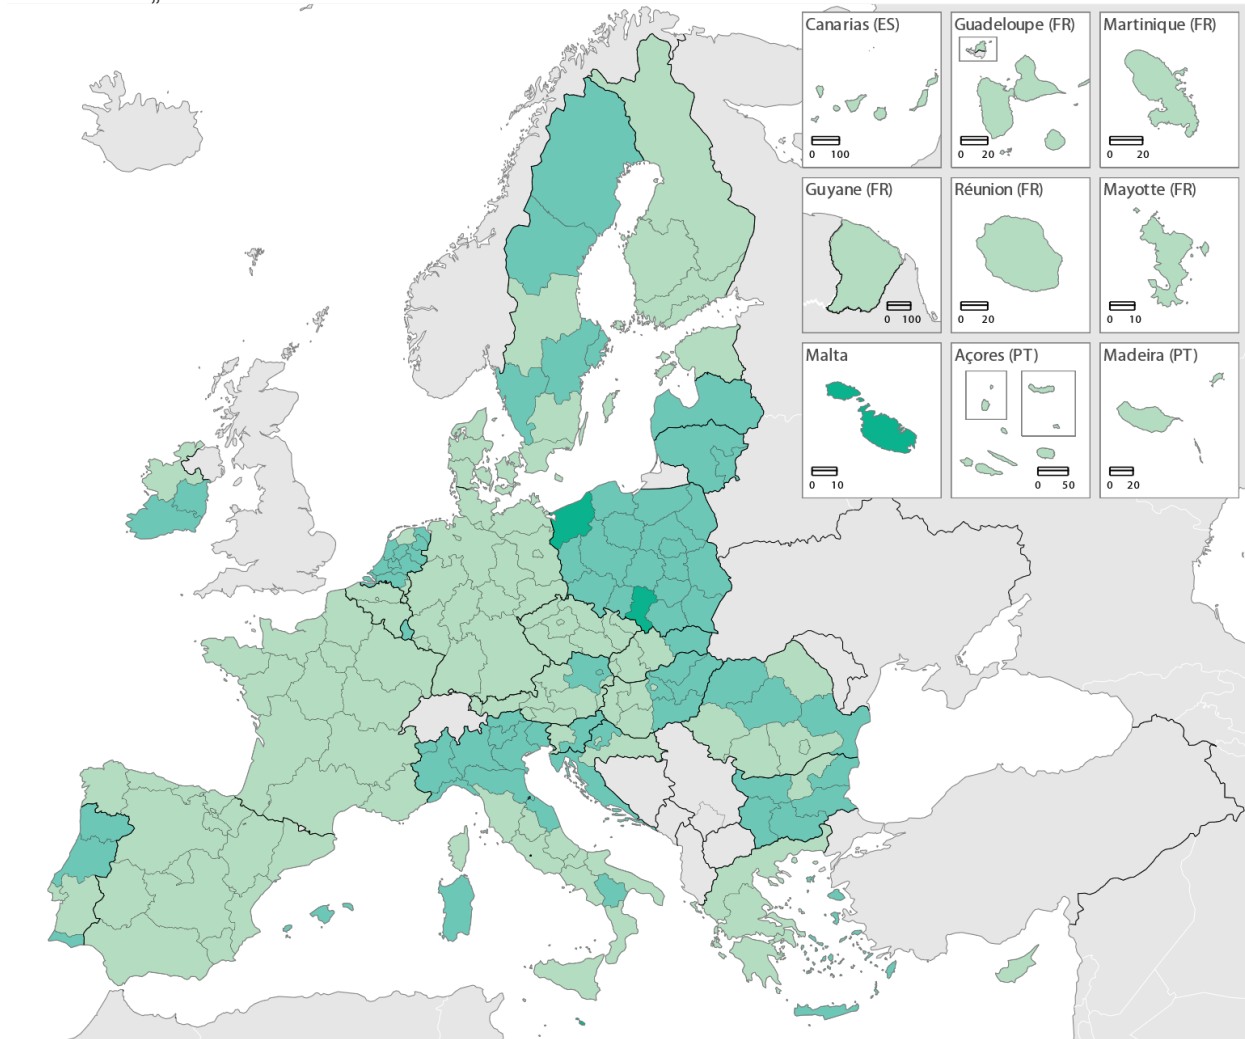 Canarias (ES)
0 100
Guadeloupe (FR)
0 20
Martinique (FR)
0 20
Guyane (FR)
0 100
Réunion (FR)
0 20
Mayotte (FR)
0 10
Malta
0 10
Açores (PT)
0 50
Madeira (PT)
0 20